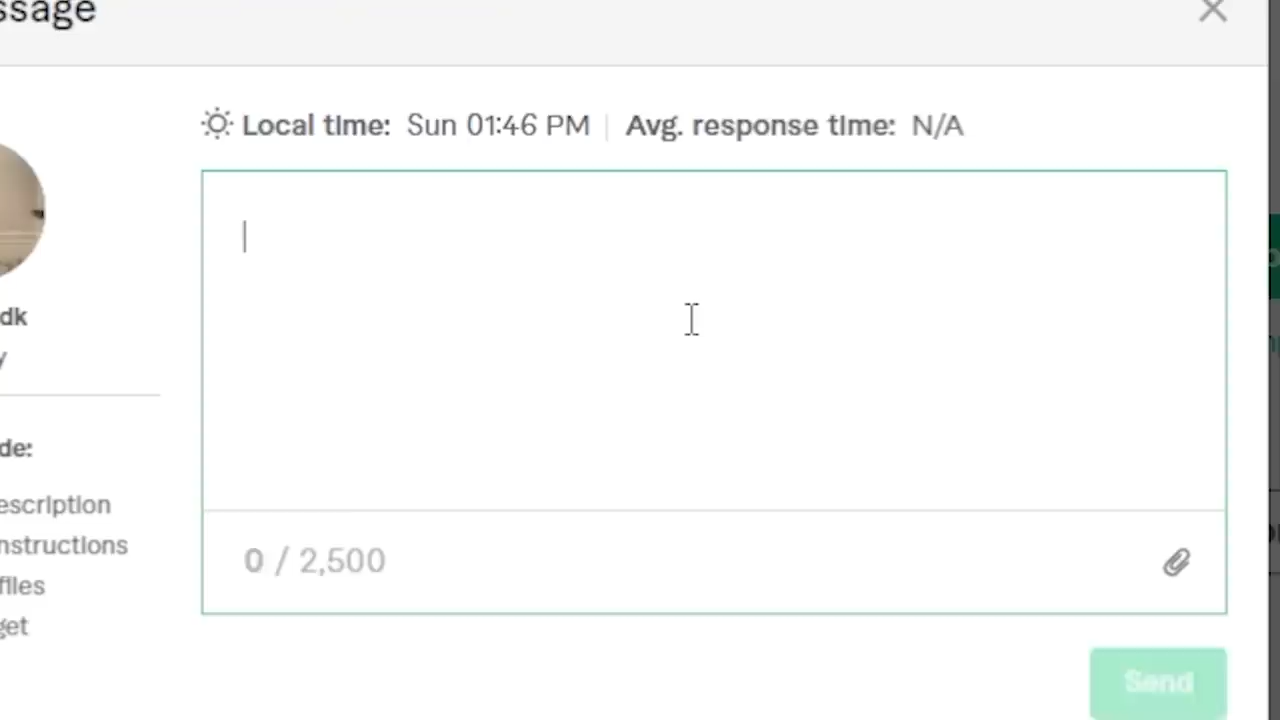 ssage
Local time: Sun 01:46 PM | Avg. response time: N/A
dk
y
de:
escription
nstructions
files
get
0 / 2,500
Send